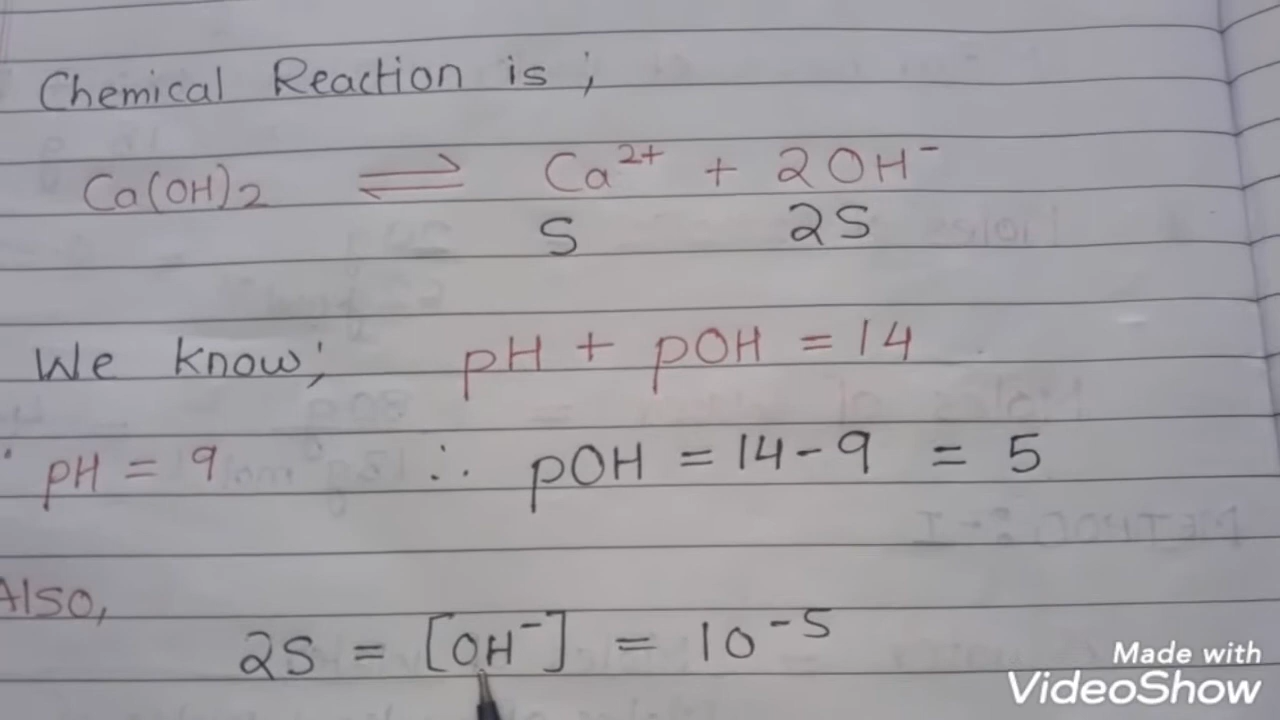 Chemical Reaction is ;
Ca(OH)2 ⇌ Ca2+ + 2OH-
S 2S
We know; pH + pOH = 14
pH = 9 ∴ pOH = 14 - 9 = 5
Also,
2S = [OH-] = 10-5
Made with
VideoShow